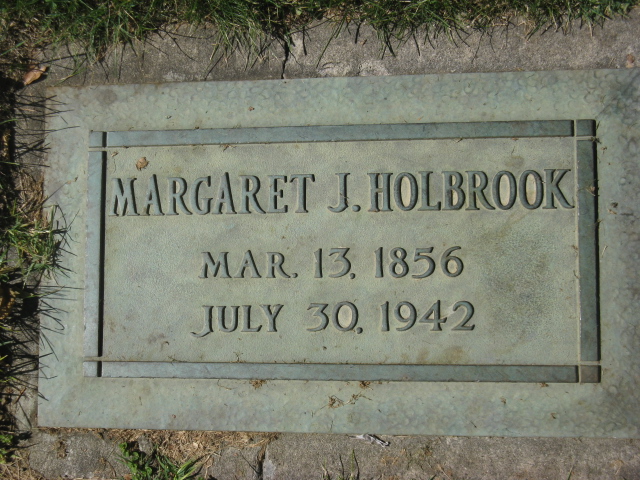 MARGARET J. HOLBROOK
MAR. 13, 1856
JULY 30, 1942